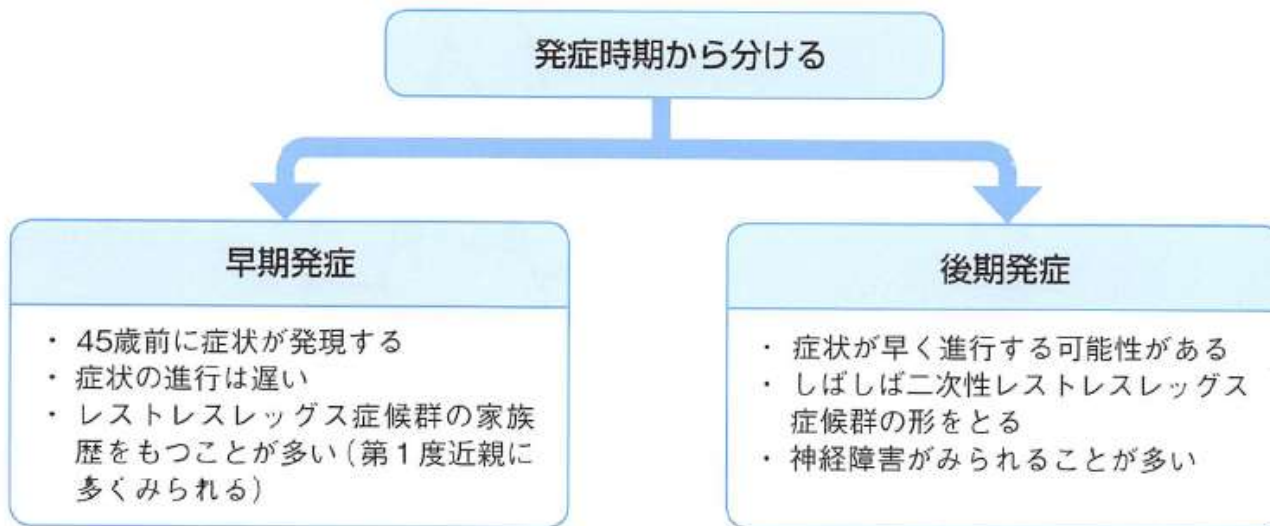 発症時期から分ける
早期発症
・ 45歳前に症状が発現する
・ 症状の進行は遅い
・ レストレスレッグス症候群の家族
歴をもつことが多い（第1度近親に
多くみられる）
後期発症
・ 症状が早く進行する可能性がある
・ しばしば二次性レストレスレッグス
症候群の形をとる
・ 神経障害がみられることが多い